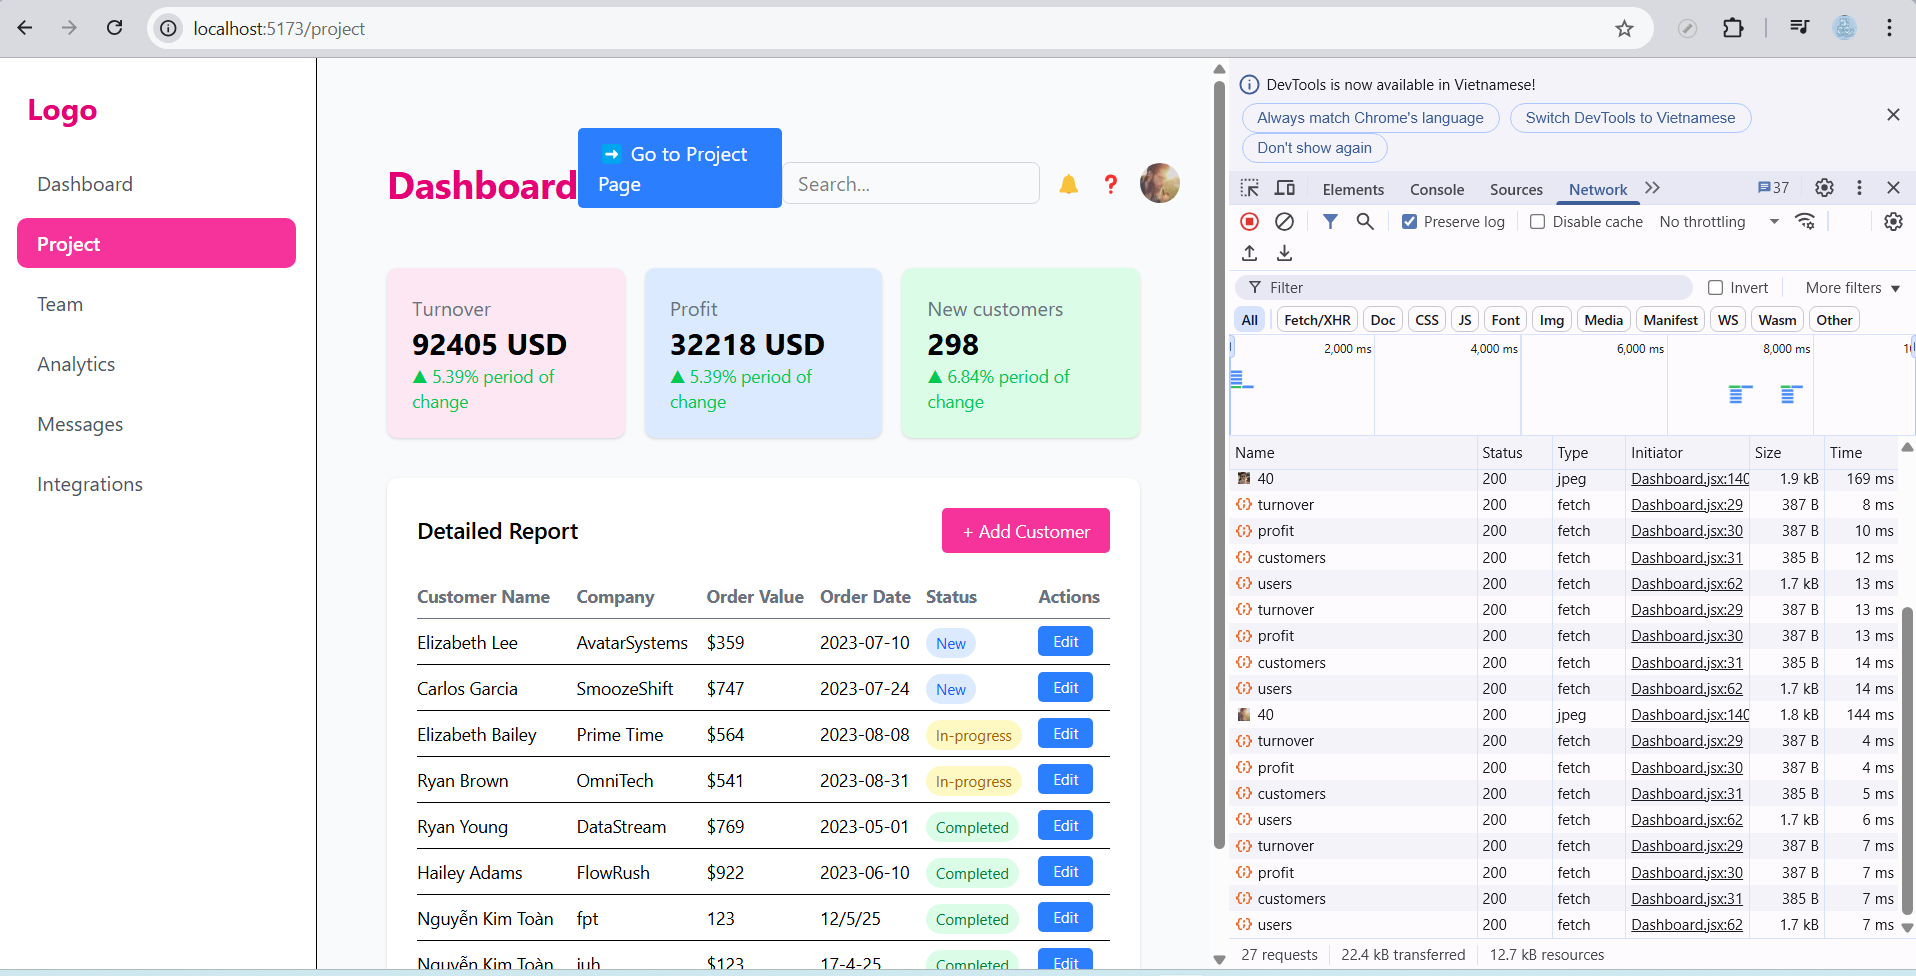 localhost:5173/project
Logo
Dashboard
Project
Team
Analytics
Messages
Integrations
Dashboard
Go to Project
Page
Search...
Turnover
92405 USD
▲ 5.39% period of
change
Profit
32218 USD
▲ 5.39% period of
change
New customers
298
▲ 6.84% period of
change
Detailed Report
+ Add Customer
Customer Name Company Order Value Order Date Status Actions
Elizabeth Lee AvatarSystems $359 2023-07-10 New Edit
Carlos Garcia SmoozeShift $747 2023-07-24 New Edit
Elizabeth Bailey Prime Time $564 2023-08-08 In-progress Edit
Ryan Brown OmniTech $541 2023-08-31 In-progress Edit
Ryan Young DataStream $769 2023-05-01 Completed Edit
Hailey Adams FlowRush $922 2023-06-10 Completed Edit
Nguyễn Kim Toàn fpt 123 12/5/25 Completed Edit
Nguyễn Kim Toàn iuh $123 17-4-25 Completed Edit
DevTools is now available in Vietnamese!
Always match Chrome's language Switch DevTools to Vietnamese
Don't show again
Elements Console Sources Network 37
Preserve log Disable cache No throttling
Filter Invert More filters
All Fetch/XHR Doc CSS JS Font Img Media Manifest WS Wasm Other
2,000 ms 4,000 ms 6,000 ms 8,000 ms
Name Status Type Initiator Size Time
40 200 jpeg Dashboard.jsx:140 1.9 kB 169 ms
turnover 200 fetch Dashboard.jsx:29 387 B 8 ms
profit 200 fetch Dashboard.jsx:30 387 B 10 ms
customers 200 fetch Dashboard.jsx:31 385 B 12 ms
users 200 fetch Dashboard.jsx:62 1.7 kB 13 ms
turnover 200 fetch Dashboard.jsx:29 387 B 13 ms
profit 200 fetch Dashboard.jsx:30 387 B 13 ms
customers 200 fetch Dashboard.jsx:31 385 B 14 ms
users 200 fetch Dashboard.jsx:62 1.7 kB 14 ms
40 200 jpeg Dashboard.jsx:140 1.8 kB 144 ms
turnover 200 fetch Dashboard.jsx:29 387 B 4 ms
profit 200 fetch Dashboard.jsx:30 387 B 4 ms
customers 200 fetch Dashboard.jsx:31 385 B 5 ms
users 200 fetch Dashboard.jsx:62 1.7 kB 6 ms
turnover 200 fetch Dashboard.jsx:29 387 B 7 ms
profit 200 fetch Dashboard.jsx:30 387 B 7 ms
customers 200 fetch Dashboard.jsx:31 385 B 7 ms
users 200 fetch Dashboard.jsx:62 1.7 kB 7 ms
27 requests 22.4 kB transferred 12.7 kB resources